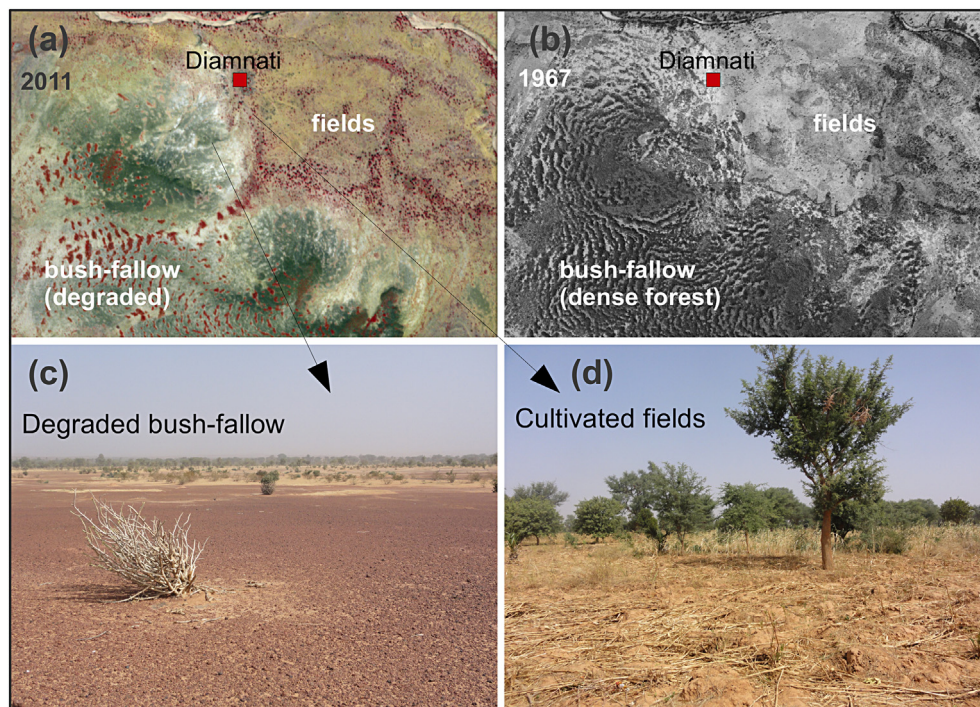 (a)
2011
Diamnati
fields
bush-fallow
(degraded)
(b)
1967
Diamnati
fields
bush-fallow
(dense forest)
(c)
Degraded bush-fallow
(d)
Cultivated fields